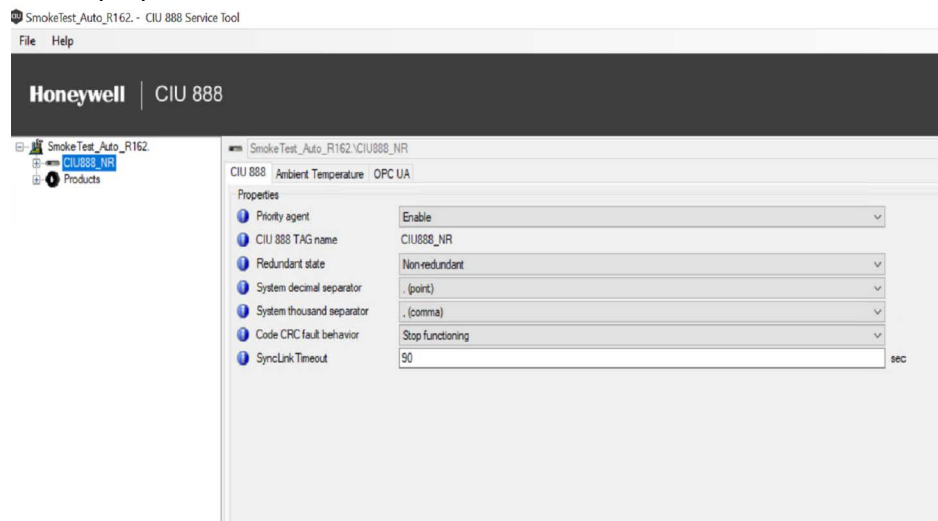 SmokeTest_Auto_R162. - CIU 888 Service Tool
File Help
Honeywell | CIU 888
SmokeTest_Auto_R162.
CIU888_NR
Products
SmokeTest_Auto_R162.\CIU888_NR
CIU 888 Ambient Temperature OPC UA
Properties
Priority agent Enable
CIU 888 TAG name CIU888_NR
Redundant state Non-redundant
System decimal separator . (point)
System thousand separator , (comma)
Code CRC fault behavior Stop functioning
SyncLink Timeout 90 sec